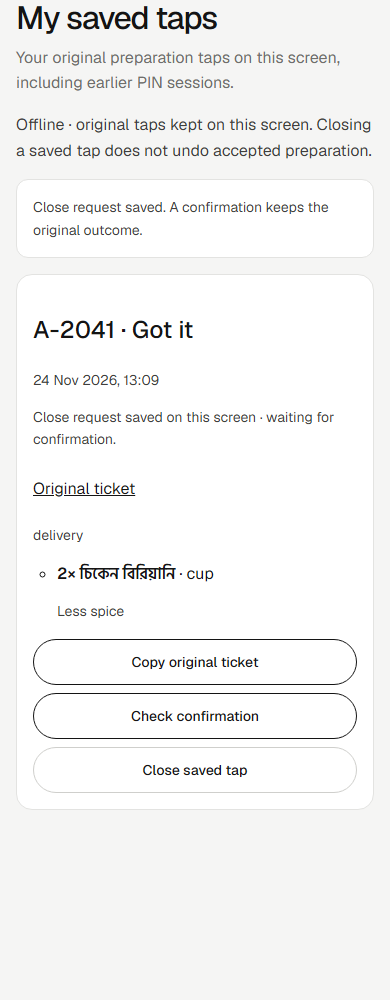 My saved taps
Your original preparation taps on this screen,
including earlier PIN sessions.
Offline · original taps kept on this screen. Closing
a saved tap does not undo accepted preparation.
Close request saved. A confirmation keeps the
original outcome.
A-2041 · Got it
24 Nov 2026, 13:09
Close request saved on this screen · waiting for
confirmation.
Original ticket
delivery
2× চিকেন বিরিয়ানি · cup
Less spice
Copy original ticket
Check confirmation
Close saved tap